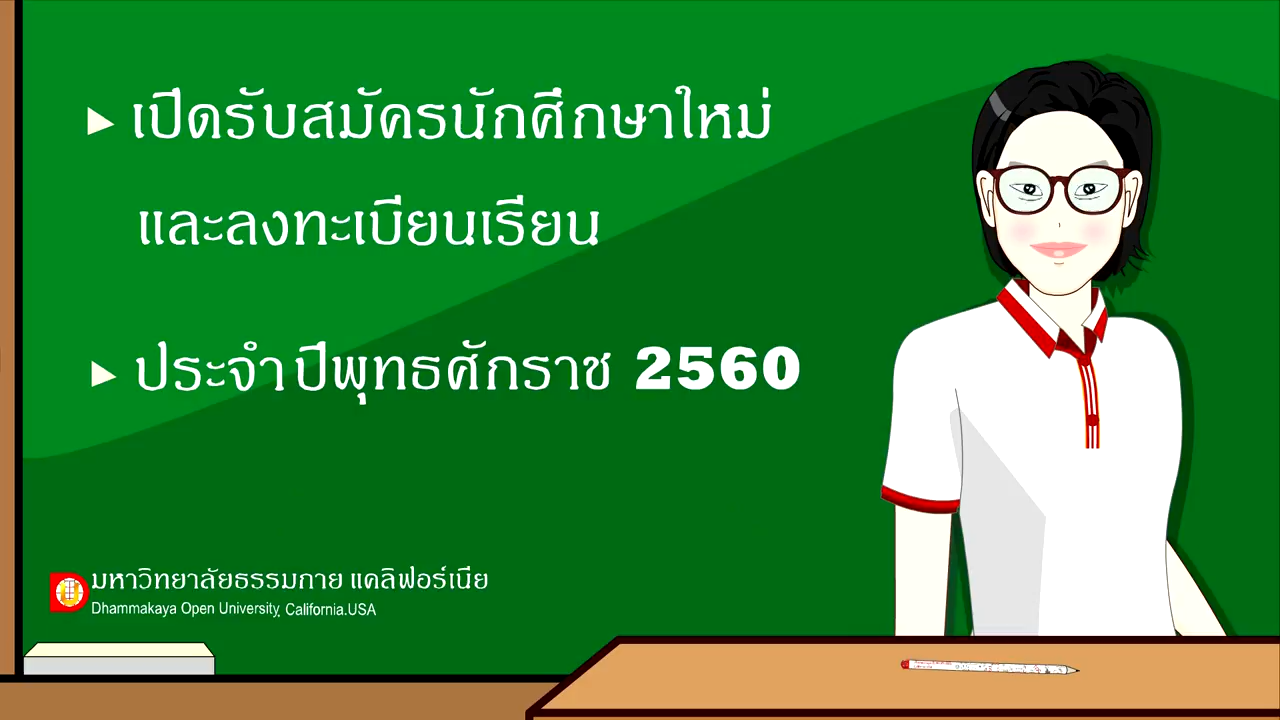 เปิดรับสมัครนักศึกษาใหม่
และลงทะเบียนเรียน
ประจำปีพุทธศักราช 2560
มหาวิทยาลัยธรรมกาย แคลิฟอร์เนีย
Dhammakaya Open University, California.USA